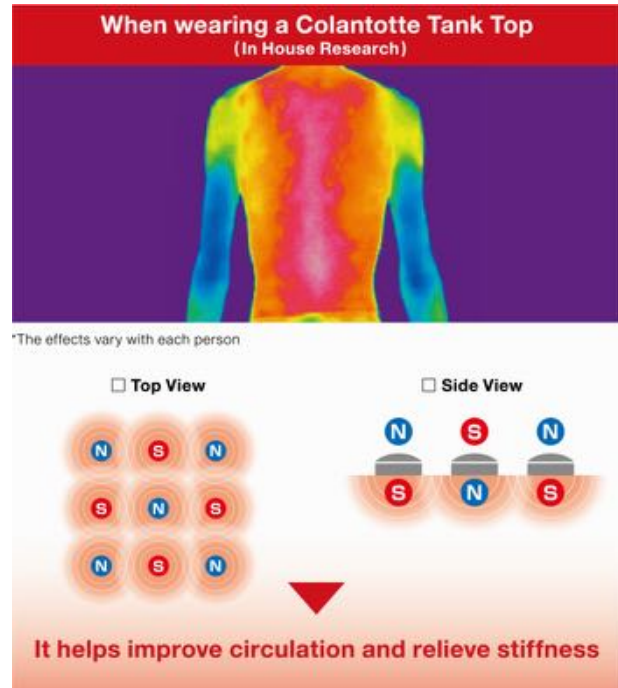 When wearing a Colantotte Tank Top
(In House Research)
*The effects vary with each person
□ Top View
□ Side View
N S N
N S N
S N S
S N S
N S N
It helps improve circulation and relieve stiffness